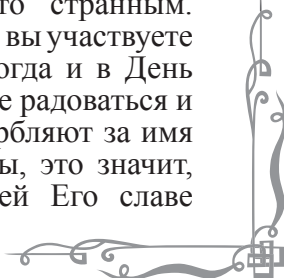 то странным.
вы участвуете
огда и в День
е радоваться и
рбляют за имя
ы, это значит,
ей Его славе